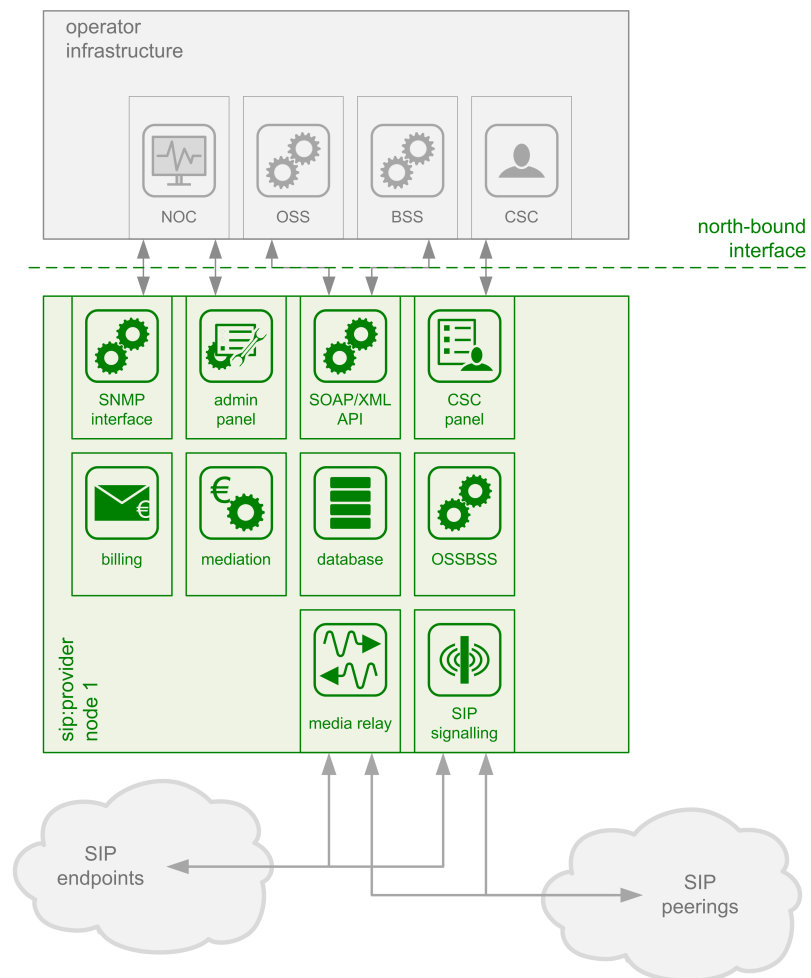 operator
infrastructure
NOC
OSS
BSS
CSC
north-bound
interface
SNMP
interface
admin
panel
SOAP/XML
API
CSC
panel
€
€
billing
mediation
database
OSSBSS
sip:provider
node 1
media relay
SIP
signalling
SIP
endpoints
SIP
peerings